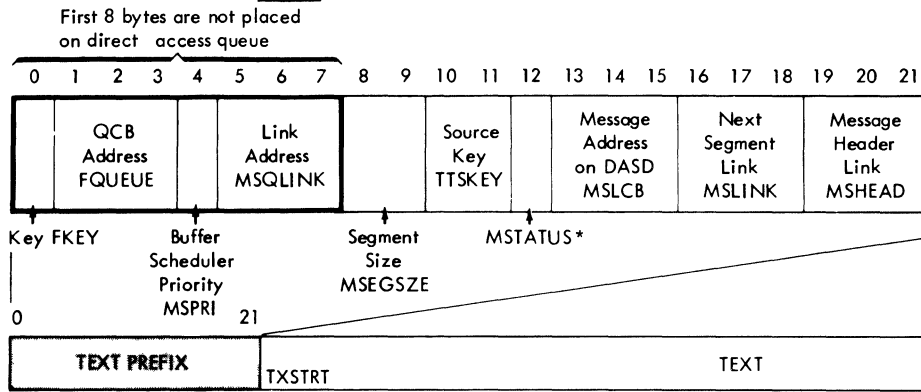 First 8 bytes are not placed
on direct access queue
0 1 2 3 4 5 6 7 8 9 10 11 12 13 14 15 16 17 18 19 20 21
QCB
Address
FQUEUE
Link
Address
MSQLINK
Source
Key
TTSKEY
Message
Address
on DASD
MSLCB
Next
Segment
Link
MSLINK
Message
Header
Link
MSHEAD
Key FKEY
Buffer
Scheduler
Priority
MSPRI
Segment
Size
MSEGSZE
MSTATUS*
0 21
TEXT PREFIX
TXSTRT
TEXT